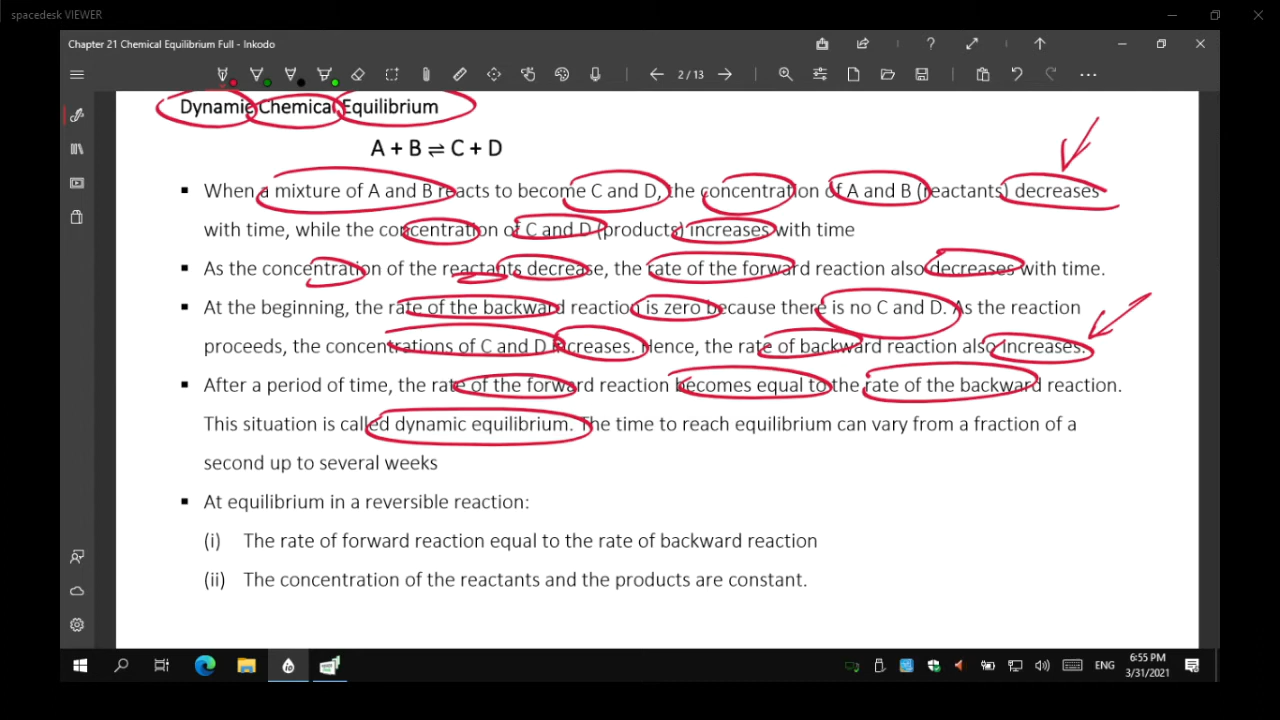 spacedesk VIEWER
Chapter 21 Chemical Equilibrium Full - Inkodo
2 / 13
Dynamic Chemical Equilibrium
A + B ⇌ C + D
▪ When a mixture of A and B reacts to become C and D, the concentration of A and B (reactants) decreases
with time, while the concentration of C and D (products) increases with time
▪ As the concentration of the reactants decrease, the rate of the forward reaction also decreases with time.
▪ At the beginning, the rate of the backward reaction is zero because there is no C and D. As the reaction
proceeds, the concentrations of C and D increases. Hence, the rate of backward reaction also increases.
▪ After a period of time, the rate of the forward reaction becomes equal to the rate of the backward reaction.
This situation is called dynamic equilibrium. The time to reach equilibrium can vary from a fraction of a
second up to several weeks
▪ At equilibrium in a reversible reaction:
(i) The rate of forward reaction equal to the rate of backward reaction
(ii) The concentration of the reactants and the products are constant.
ENG
6:55 PM
3/31/2021